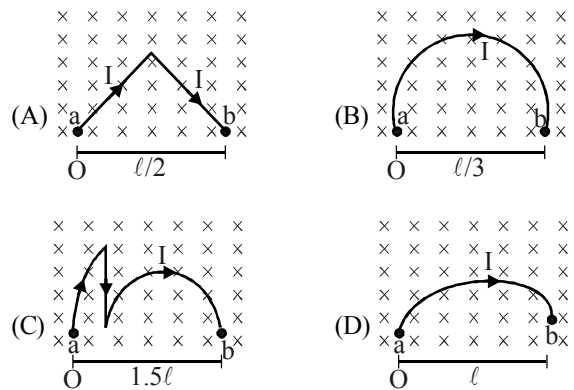 (A) a I I b
O ℓ/2
(B) a I b
O ℓ/3
(C) a I b
O 1.5ℓ
(D) a I b
O ℓ